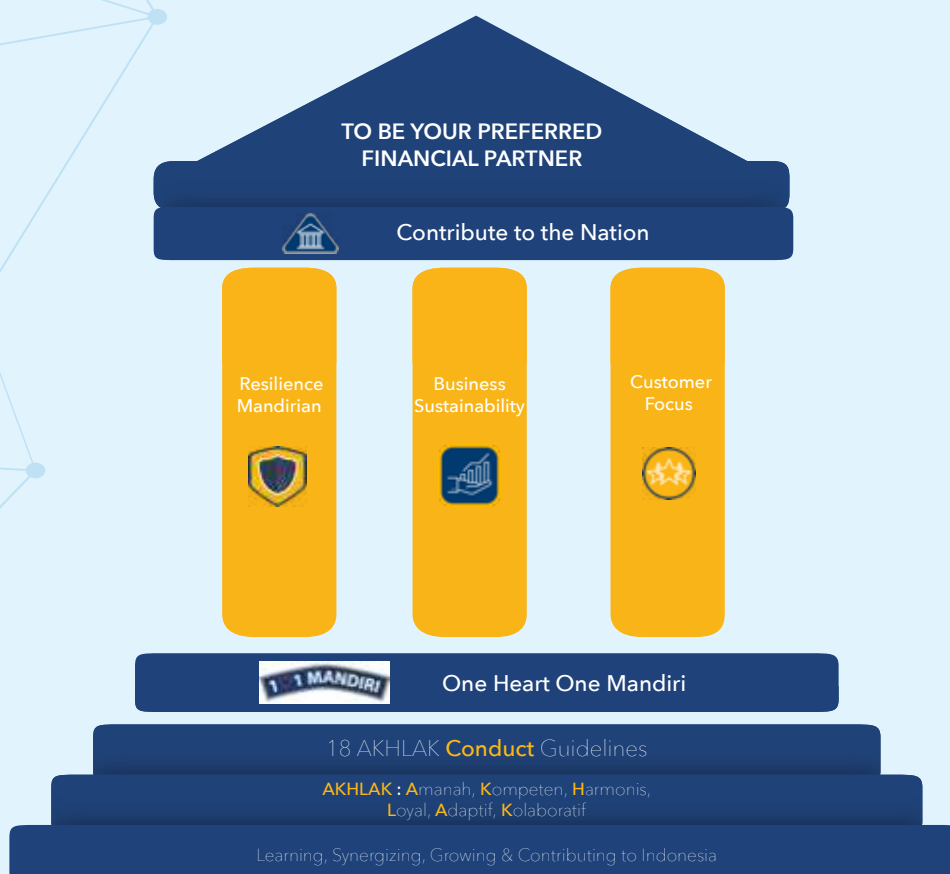 TO BE YOUR PREFERRED
FINANCIAL PARTNER
Contribute to the Nation
Resilience
Mandirian
Business
Sustainability
Customer
Focus
1 1 MANDIRI
One Heart One Mandiri
18 AKHLAK Conduct Guidelines
AKHLAK : Amanah, Kompeten, Harmonis,
Loyal, Adaptif, Kolaboratif
Learning, Synergizing, Growing & Contributing to Indonesia